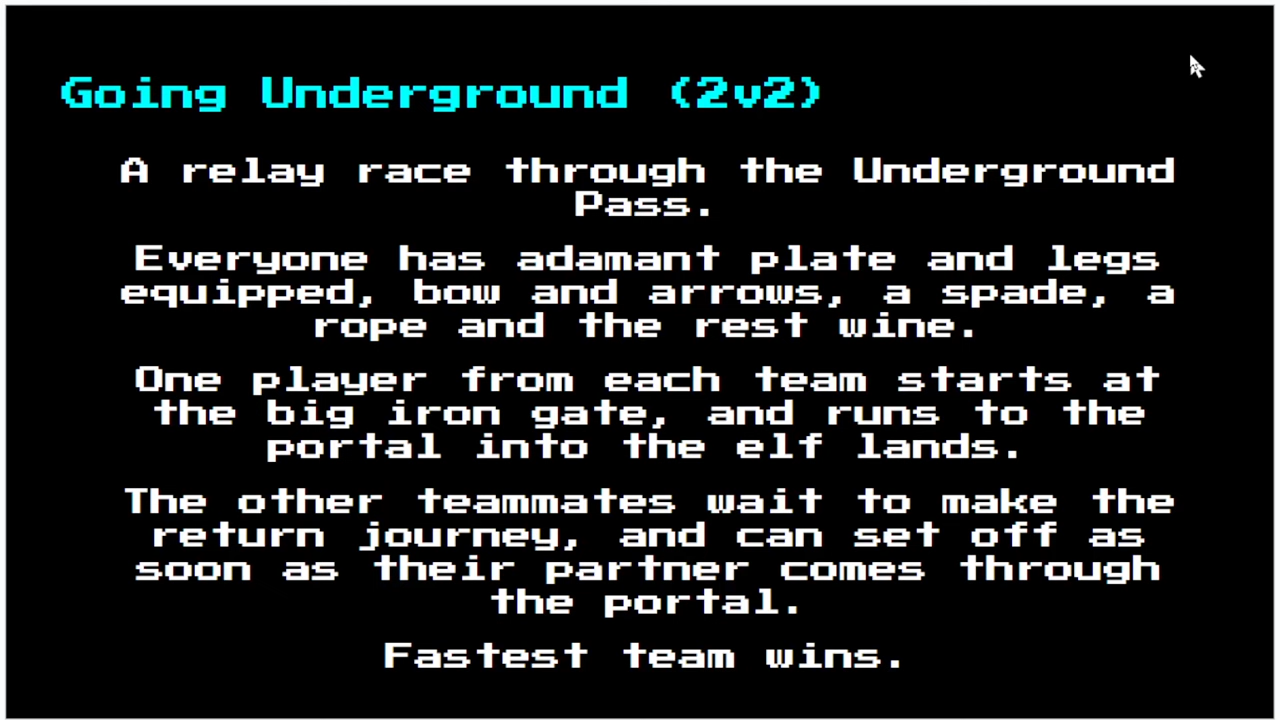 Going Underground (2v2)
A relay race through the Underground
Pass.
Everyone has adamant plate and legs
equipped, bow and arrows, a spade, a
rope and the rest wine.
One player from each team starts at
the big iron gate, and runs to the
portal into the elf lands.
The other teammates wait to make the
return journey, and can set off as
soon as their partner comes through
the portal.
Fastest team wins.